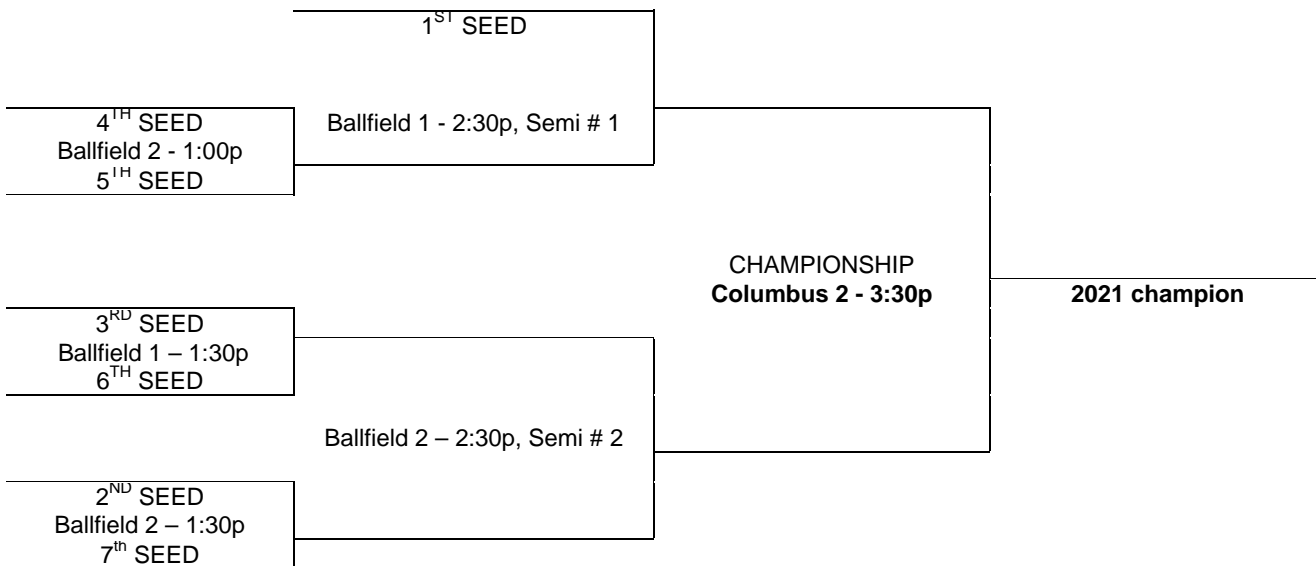 1ST SEED
4TH SEED
Ballfield 2 - 1:00p
5TH SEED
Ballfield 1 - 2:30p, Semi # 1
CHAMPIONSHIP
Columbus 2 - 3:30p
2021 champion
3RD SEED
Ballfield 1 – 1:30p
6TH SEED
Ballfield 2 – 2:30p, Semi # 2
2ND SEED
Ballfield 2 – 1:30p
7th SEED